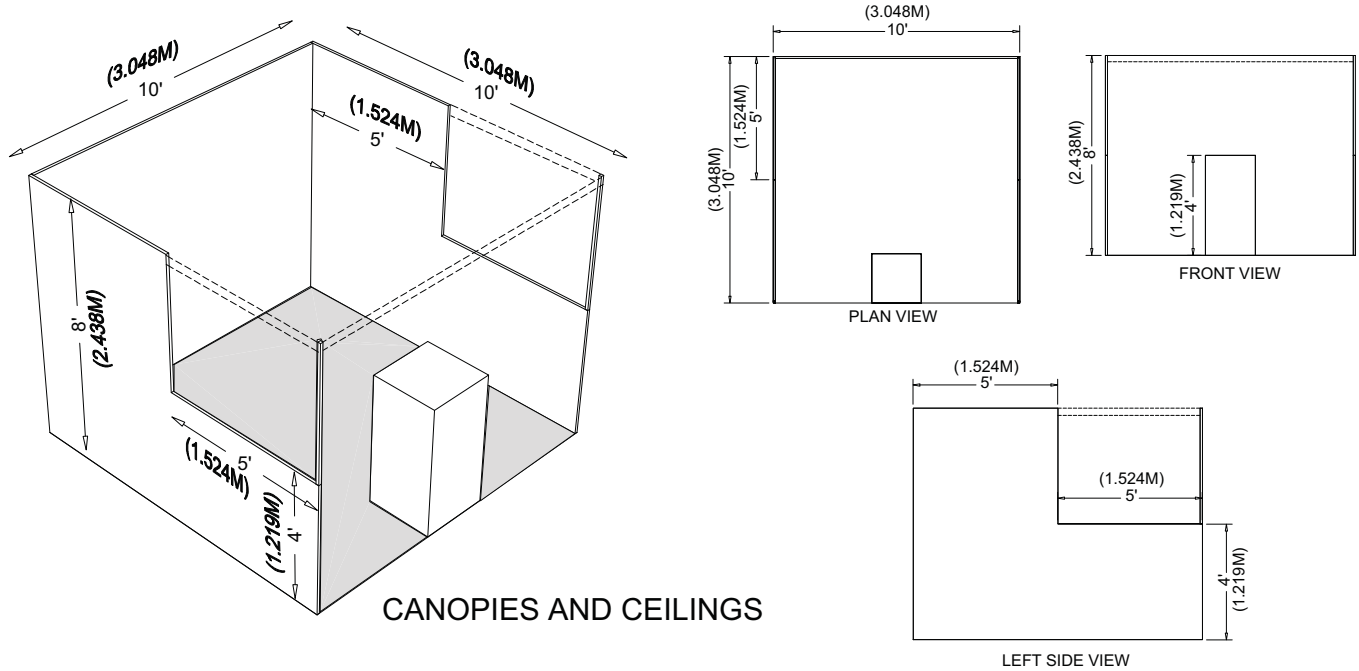 (3.048M)
10'
(3.048M)
10'
(1.524M)
5'
8'
(2.438M)
5'
(1.524M)
4'
(1.219M)
CANOPIES AND CEILINGS
(3.048M)
10'
(1.524M)
5'
(3.048M)
10'
PLAN VIEW
(2.438M)
8'
(1.219M)
4'
FRONT VIEW
(1.524M)
5'
(1.524M)
5'
4'
(1.219M)
LEFT SIDE VIEW